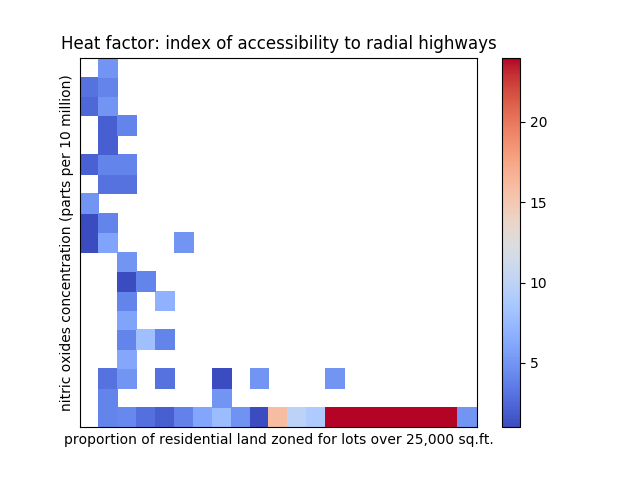 Heat factor: index of accessibility to radial highways
nitric oxides concentration (parts per 10 million)
20
15
10
5
proportion of residential land zoned for lots over 25,000 sq.ft.